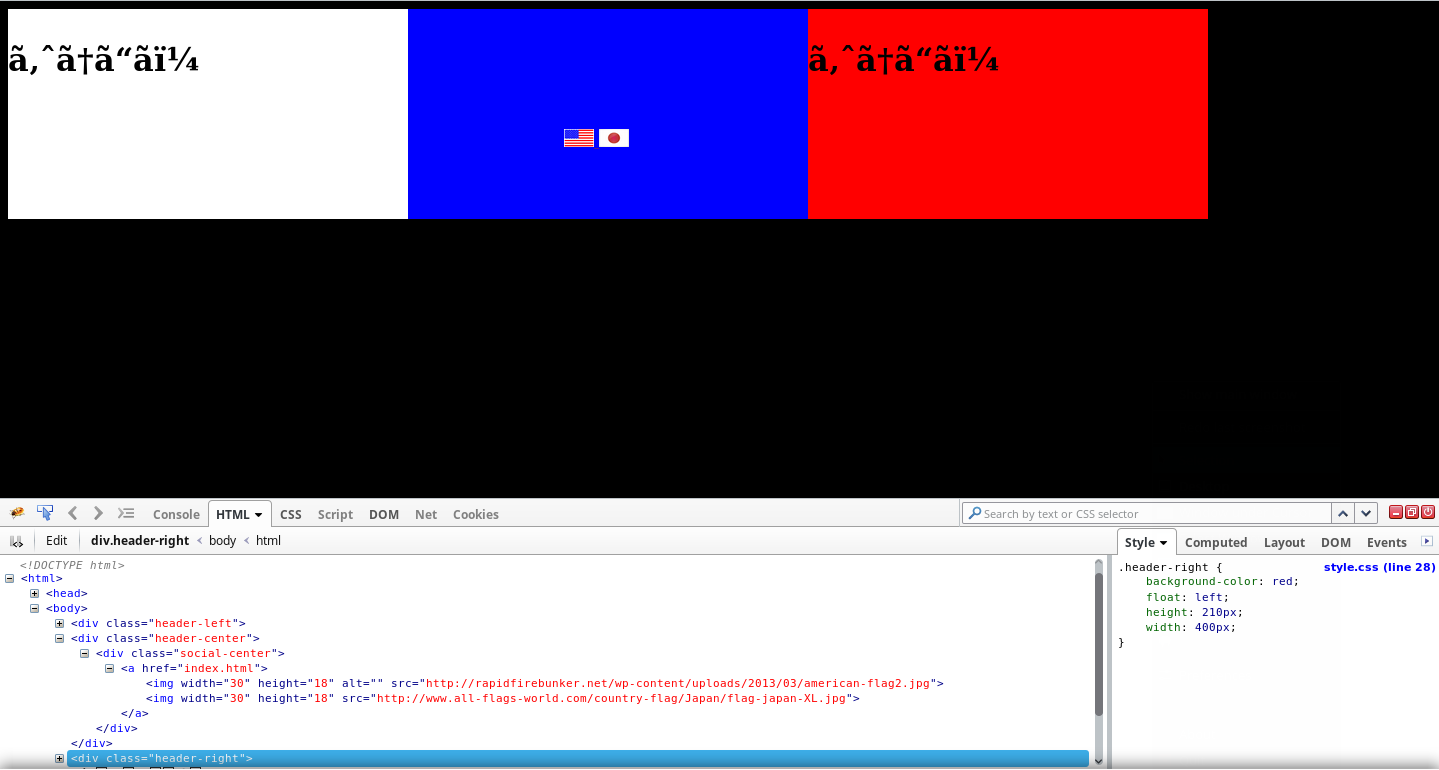 ã‚ˆã†ã“ãï¼ ã‚ˆã†ã“ãï¼
Console HTML CSS Script DOM Net Cookies Search by text or CSS selector
Edit div.header-right < body < html Style Computed Layout DOM Events
<!DOCTYPE html>
<html>
<head>
<body>
<div class="header-left">
<div class="header-center">
<div class="social-center">
<a href="index.html">
<img width="30" height="18" alt="" src="http://rapidfirebunker.net/wp-content/uploads/2013/03/american-flag2.jpg">
<img width="30" height="18" src="http://www.all-flags-world.com/country-flag/Japan/flag-japan-XL.jpg">
</a>
</div>
</div>
<div class="header-right">
.header-right { style.css (line 28)
background-color: red;
float: left;
height: 210px;
width: 400px;
}